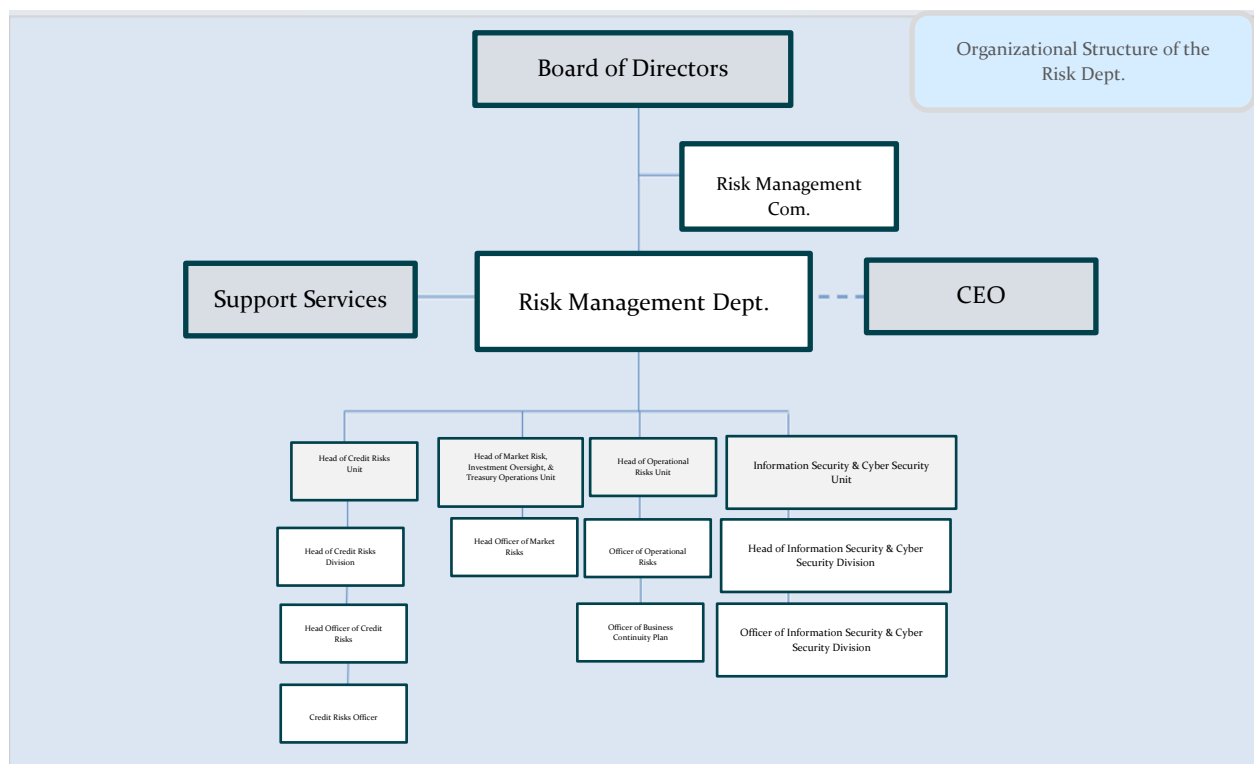 Organizational Structure of the
Risk Dept.
Board of Directors
Risk Management
Com.
Support Services
Risk Management Dept.
CEO
Head of Credit Risks
Unit
Head of Market Risk,
Investment Oversight, &
Treasury Operations Unit
Head of Operational
Risks Unit
Information Security & Cyber Security
Unit
Head of Credit Risks
Division
Head Officer of Market
Risks
Officer of Operational
Risks
Head of Information Security & Cyber
Security Division
Head Officer of Credit
Risks
Officer of Business
Continuity Plan
Officer of Information Security & Cyber
Security Division
Credit Risks Officer